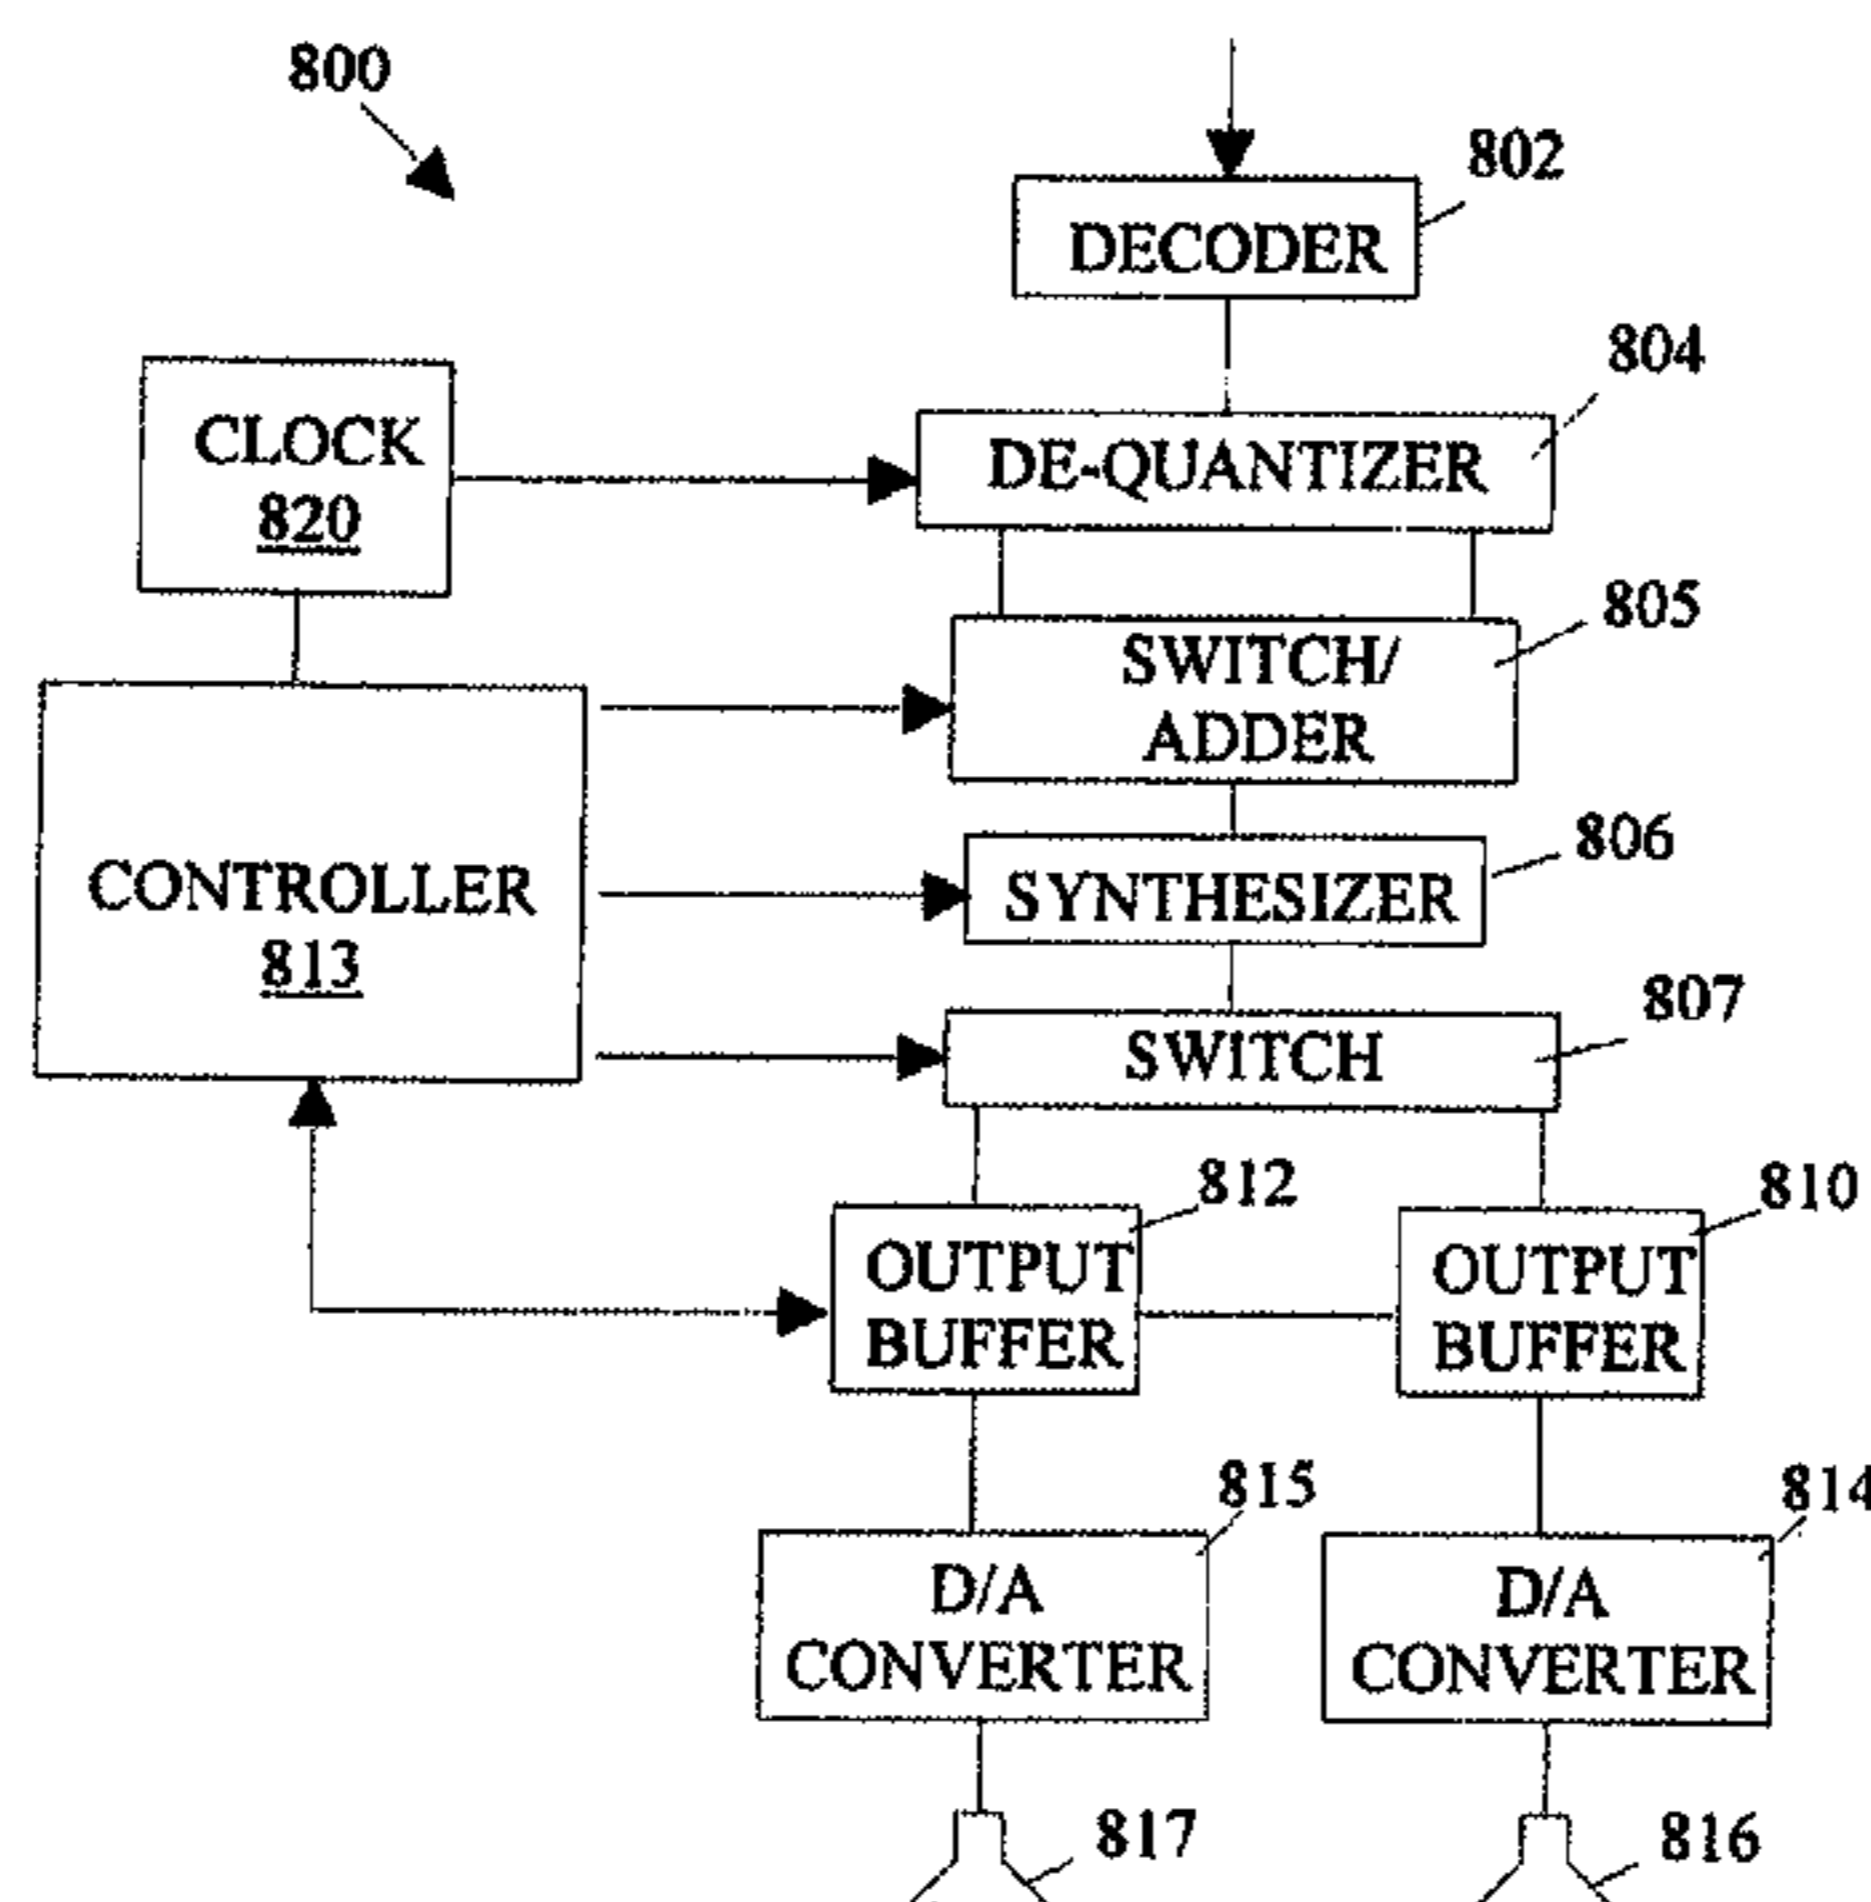 800
802
DECODER
804
CLOCK
820
DE-QUANTIZER
805
SWITCH/
ADDER
806
CONTROLLER
813
SYNTHESIZER
807
SWITCH
812
810
OUTPUT
BUFFER
OUTPUT
BUFFER
815
814
D/A
CONVERTER
D/A
CONVERTER
817
816